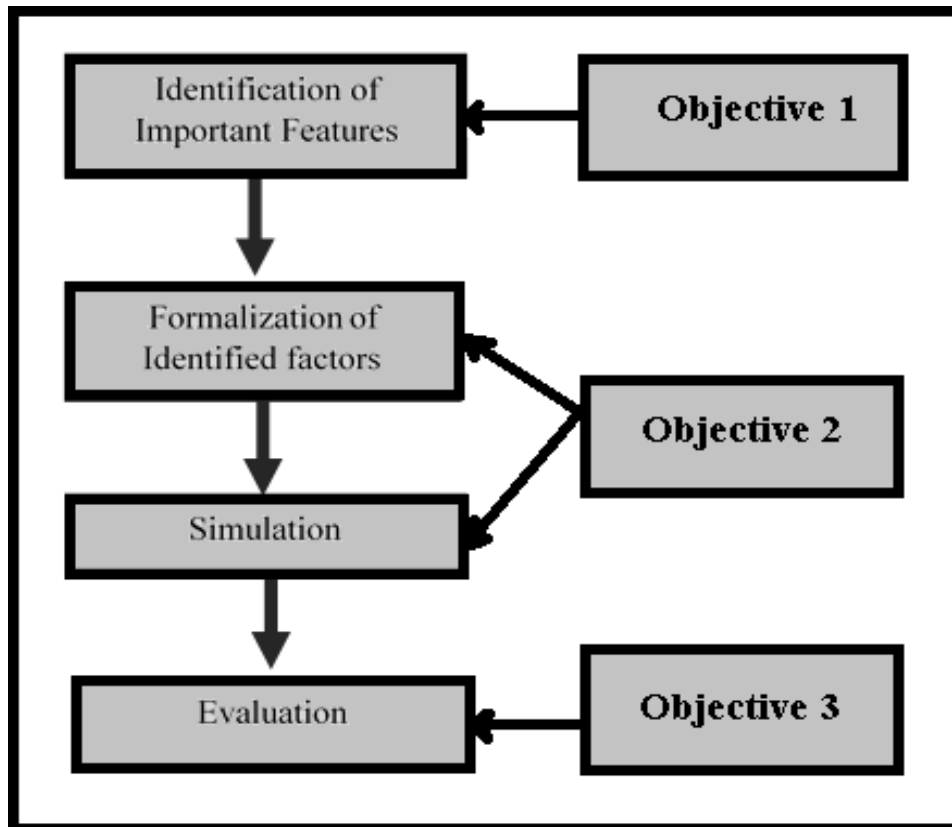 Identification of
Important Features
Objective 1
Formalization of
Identified factors
Objective 2
Simulation
Evaluation
Objective 3